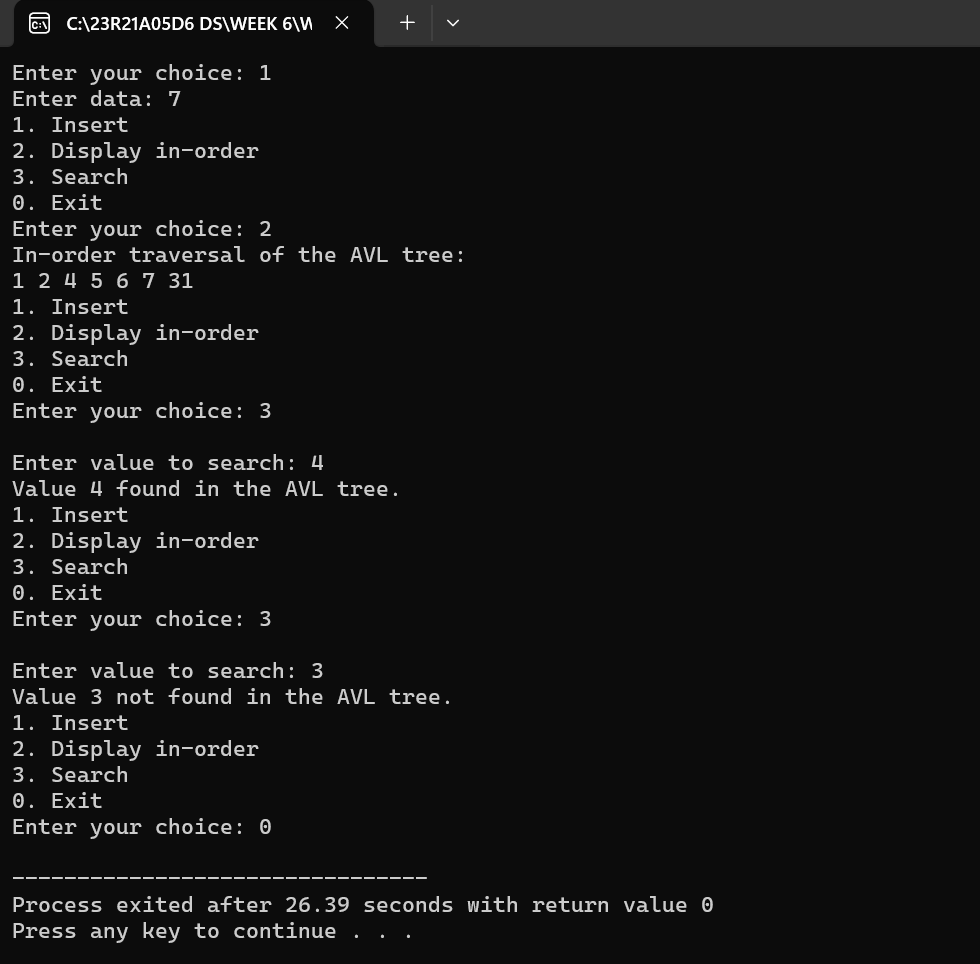 C:\23R21A05D6 DS\WEEK 6\W
Enter your choice: 1
Enter data: 7
1. Insert
2. Display in-order
3. Search
0. Exit
Enter your choice: 2
In-order traversal of the AVL tree:
1 2 4 5 6 7 31
1. Insert
2. Display in-order
3. Search
0. Exit
Enter your choice: 3
Enter value to search: 4
Value 4 found in the AVL tree.
1. Insert
2. Display in-order
3. Search
0. Exit
Enter your choice: 3
Enter value to search: 3
Value 3 not found in the AVL tree.
1. Insert
2. Display in-order
3. Search
0. Exit
Enter your choice: 0
--------------------------------
Process exited after 26.39 seconds with return value 0
Press any key to continue . . .